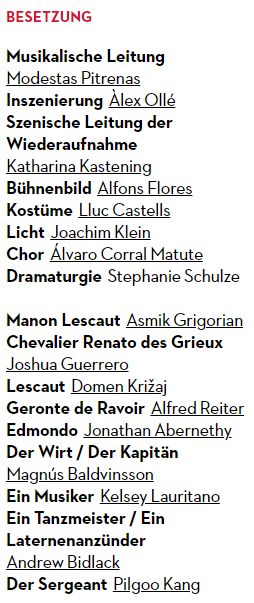 BESETZUNG
Musikalische Leitung
Modestas Pitrenas
Inszenierung Àlex Ollé
Szenische Leitung der
Wiederaufnahme
Katharina Kastening
Bühnenbild Alfons Flores
Kostüme Lluc Castells
Licht Joachim Klein
Chor Álvaro Corral Matute
Dramaturgie Stephanie Schulze
Manon Lescaut Asmik Grigorian
Chevalier Renato des Grieux
Joshua Guerrero
Lescaut Domen Križaj
Geronte de Ravoir Alfred Reiter
Edmondo Jonathan Abernethy
Der Wirt / Der Kapitän
Magnús Baldvinsson
Ein Musiker Kelsey Lauritano
Ein Tanzmeister / Ein
Laternenanzünder
Andrew Bidlack
Der Sergeant Pilgoo Kang